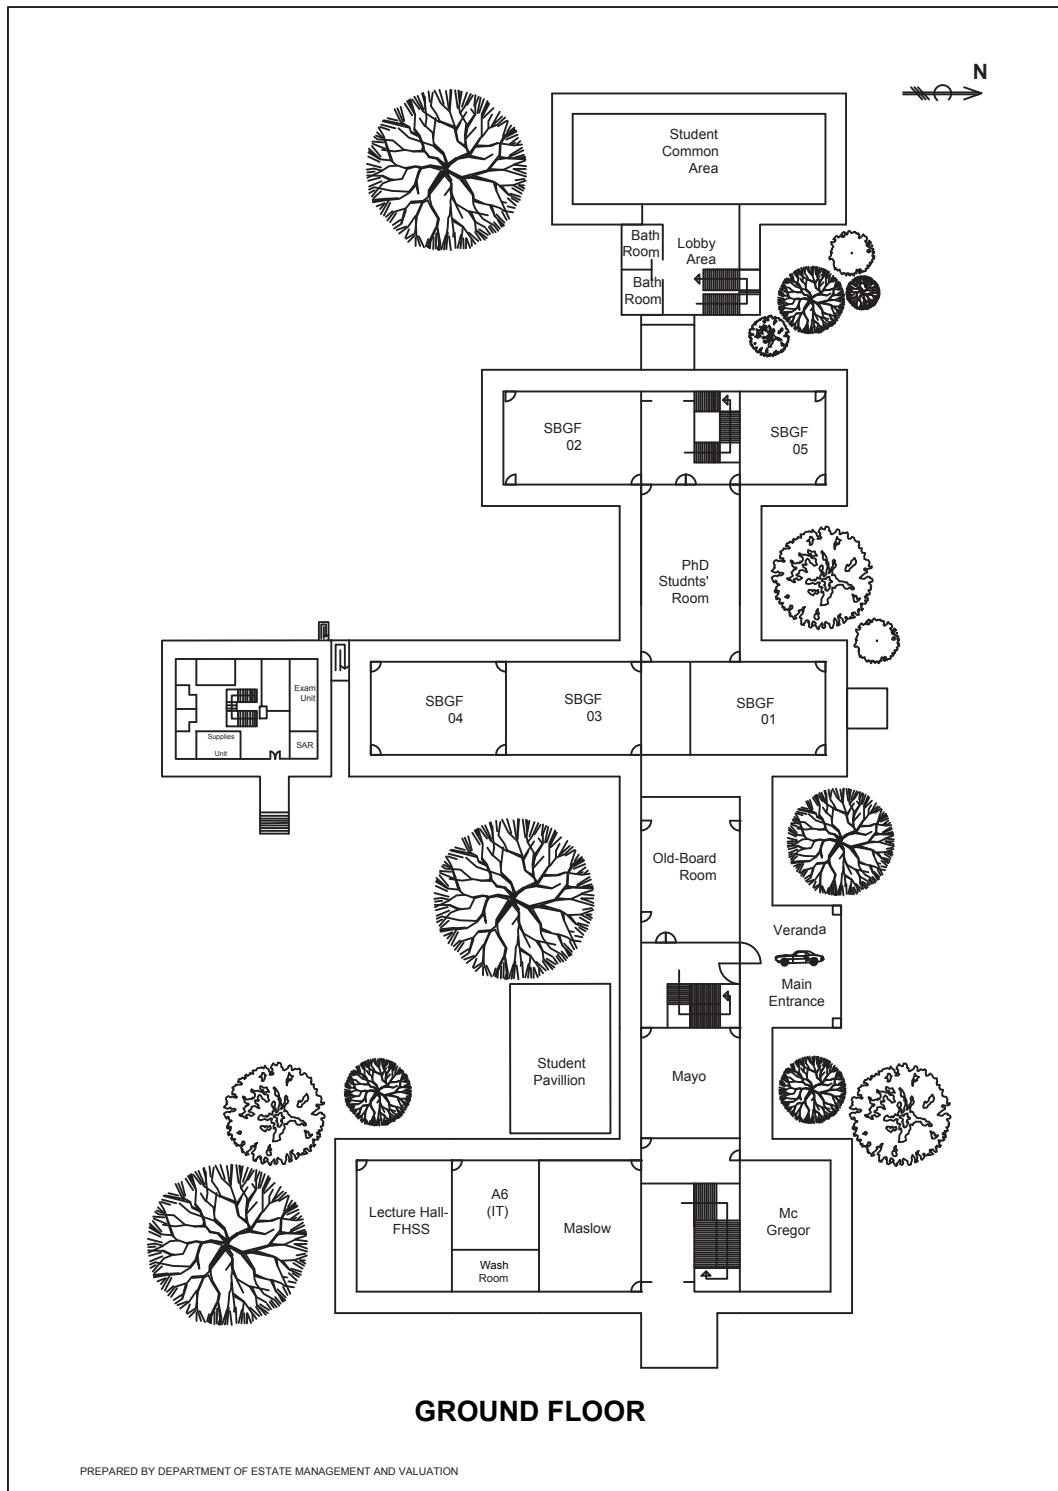 N
Student
Common
Area
Bath
Room
Lobby
Area
Bath
Room
SBGF
02
SBGF
05
PhD
Studnts'
Room
Exam
Unit
SBGF
04
SBGF
03
SBGF
01
Supplies
Unit
SAR
Old-Board
Room
Veranda
Main
Entrance
Student
Pavillion
Mayo
Lecture Hall-
FHSS
A6
(IT)
Maslow
Mc
Gregor
Wash
Room
GROUND FLOOR
PREPARED BY DEPARTMENT OF ESTATE MANAGEMENT AND VALUATION